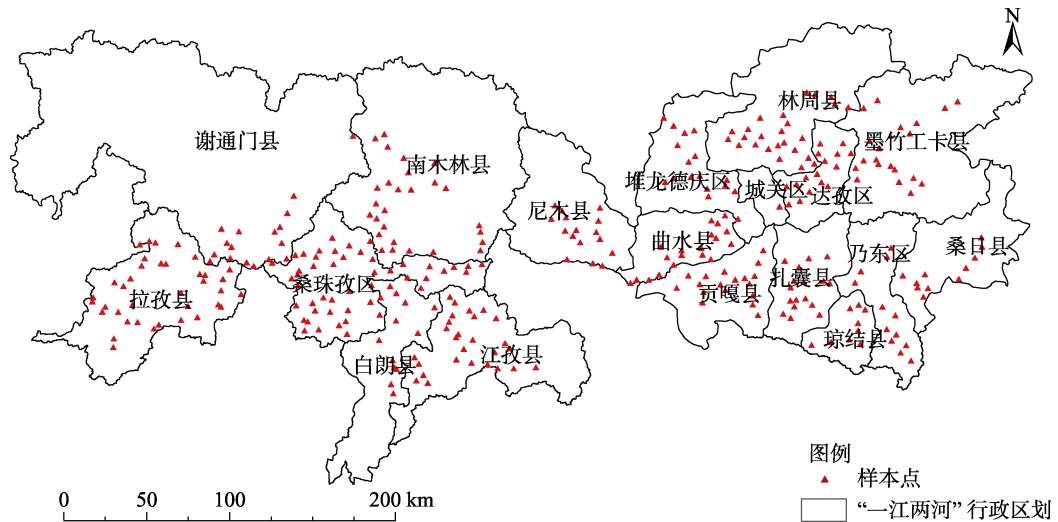 N
林周县
谢通门县
墨竹工卡县
南木林县
堆龙德庆区
城关区
达孜区
尼木县
曲水县
乃东区
桑日县
桑珠孜区
扎囊县
拉孜县
贡嘎县
琼结县
白朗县
江孜县
图例
样本点
“一江两河”行政区划
0 50 100 200 km